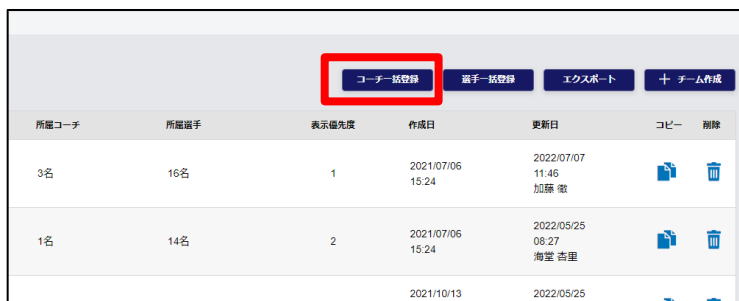 コーチ一括登録 選手一括登録 エクスポート ＋ チーム作成
所属コーチ 所属選手 表示優先度 作成日 更新日 コピー 削除
3名 16名 1 2021/07/06 15:24 2022/07/07 11:46 加藤 徹
1名 14名 2 2021/07/06 15:24 2022/05/25 08:27 海堂 杏里
2021/10/13 2022/05/25